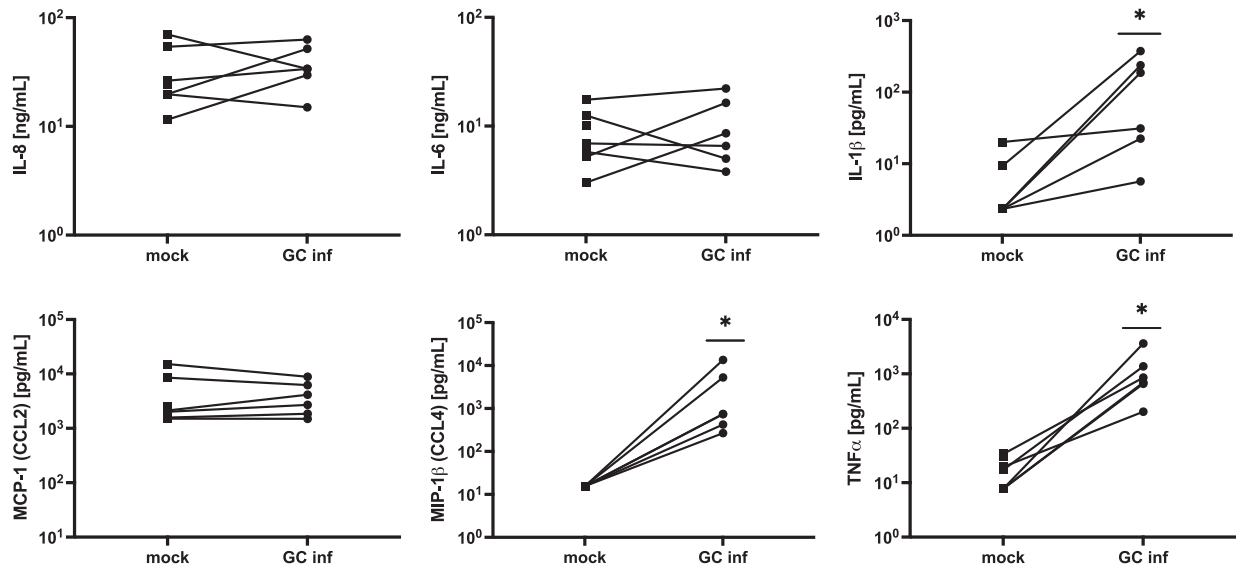 IL-8 [ng/mL]
10²
10¹
10⁰
mock
GC inf
IL-6 [ng/mL]
10²
10¹
10⁰
mock
GC inf
IL-1β [pg/mL]
10³
10²
10¹
10⁰
*
mock
GC inf
MCP-1 (CCL2) [pg/mL]
10⁵
10⁴
10³
10²
10¹
mock
GC inf
MIP-1β (CCL4) [pg/mL]
10⁵
10⁴
10³
10²
10¹
10⁰
*
mock
GC inf
TNFα [pg/mL]
10⁴
10³
10²
10¹
10⁰
*
mock
GC inf